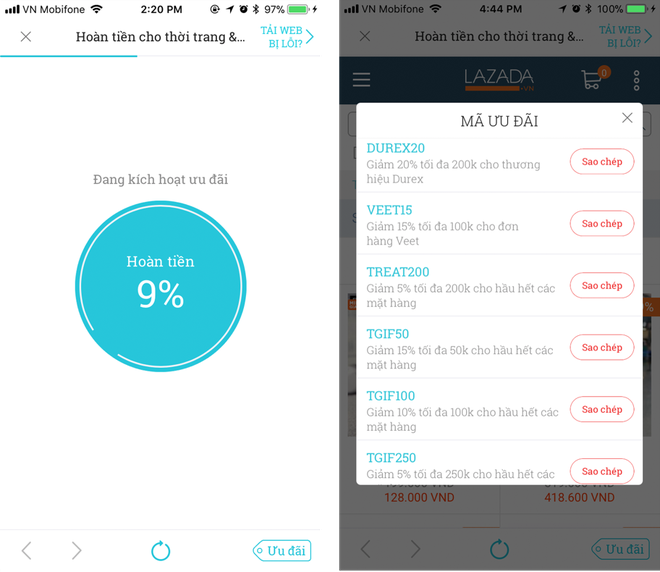 VN Mobifone 2:20 PM 97%
Hoàn tiền cho thời trang &... TẢI WEB
BỊ LỖI?
Đang kích hoạt ưu đãi
Hoàn tiền
9%
Ưu đãi
VN Mobifone 4:44 PM 100%
Hoàn tiền cho thời trang &... TẢI WEB
BỊ LỖI?
LAZADA 0
.VN
MÃ ƯU ĐÃI
DUREX20
Giảm 20% tối đa 200k cho thương
hiệu Durex
Sao chép
VEET15
Giảm 15% tối đa 100k cho đơn
hàng Veet
Sao chép
TREAT200
Giảm 5% tối đa 200k cho hầu hết các
mặt hàng
Sao chép
TGIF50
Giảm 15% tối đa 50k cho hầu hết các
mặt hàng
Sao chép
TGIF100
Giảm 10% tối đa 100k cho hầu hết các
mặt hàng
Sao chép
TGIF250
Giảm 5% tối đa 250k cho hầu hết các
Sao chép
%
128.000 VND 418.600 VND
Ưu đãi